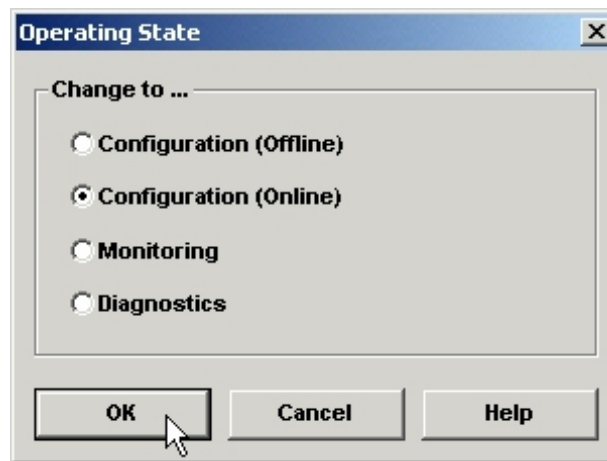 Operating State
Change to ...
Configuration (Offline)
Configuration (Online)
Monitoring
Diagnostics
OK Cancel Help